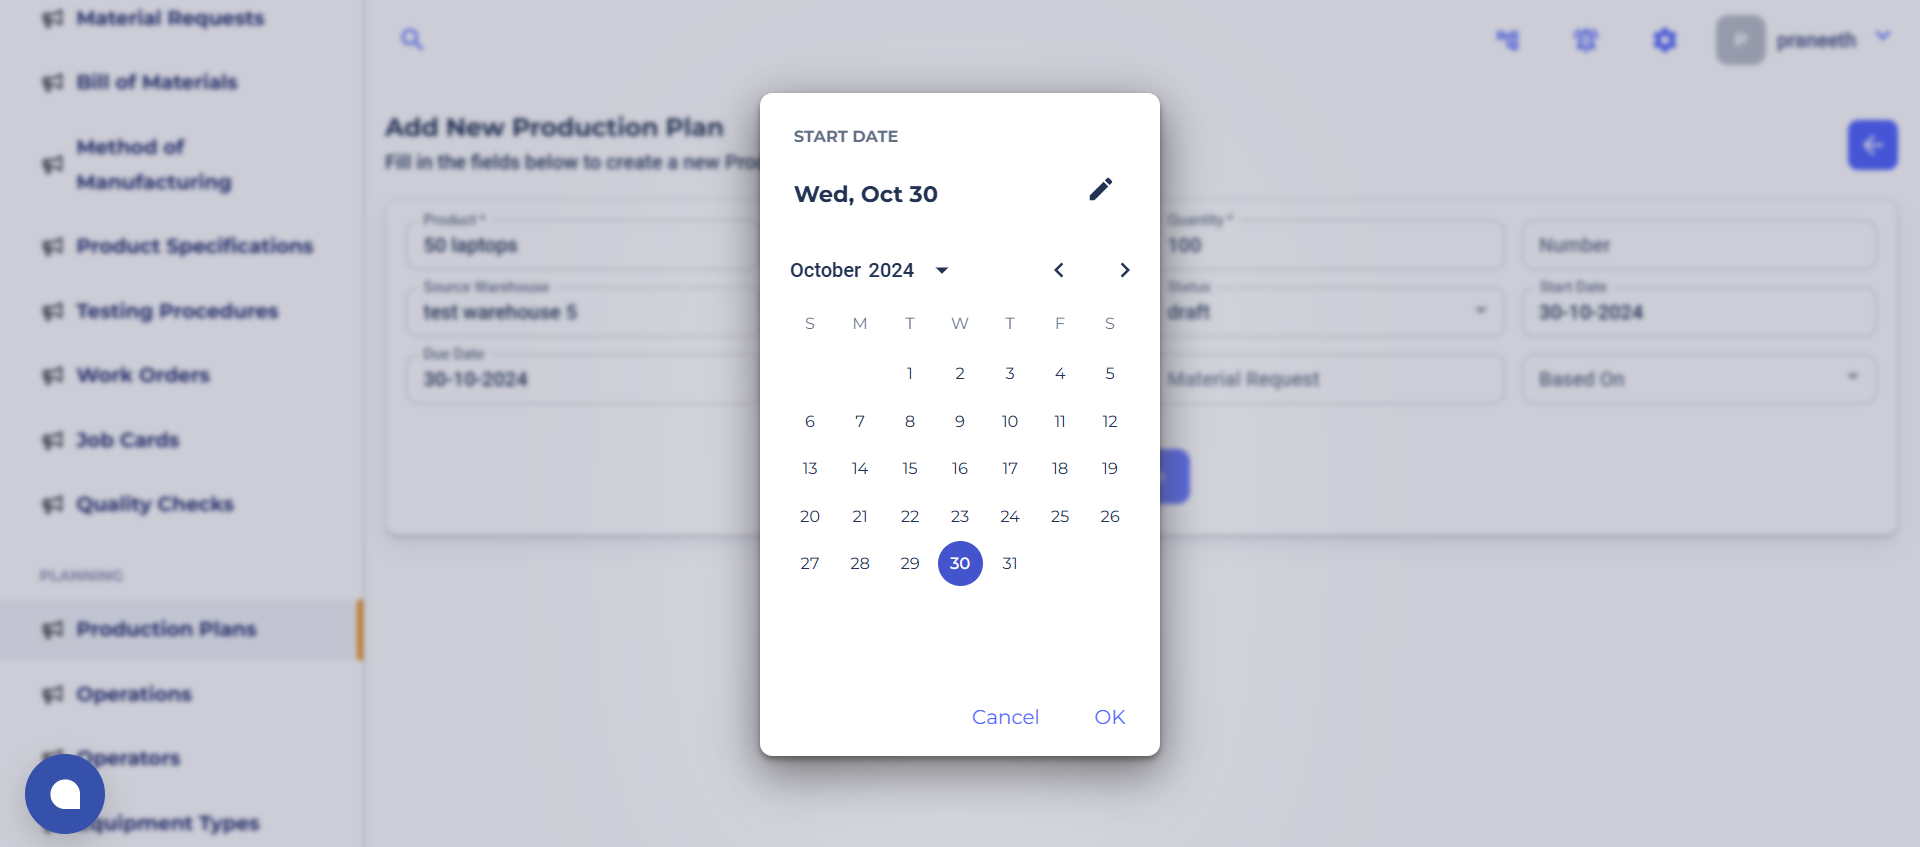 Material Requests
Bill of Materials
Method of
Manufacturing
Product Specifications
Testing Procedures
Work Orders
Job Cards
Quality Checks
PLANNING
Production Plans
Operations
Operators
quipment Types
P
praneeth
Add New Production Plan
Fill in the fields below to create a new Pro
Product *
50 laptops
Quantity *
100
Number
Source Warehouse
test warehouse 5
Status
draft
Start Date
30-10-2024
Due Date
30-10-2024
Material Request
Based On
START DATE
Wed, Oct 30
October 2024
S M T W T F S
1 2 3 4 5
6 7 8 9 10 11 12
13 14 15 16 17 18 19
20 21 22 23 24 25 26
27 28 29 30 31
Cancel OK